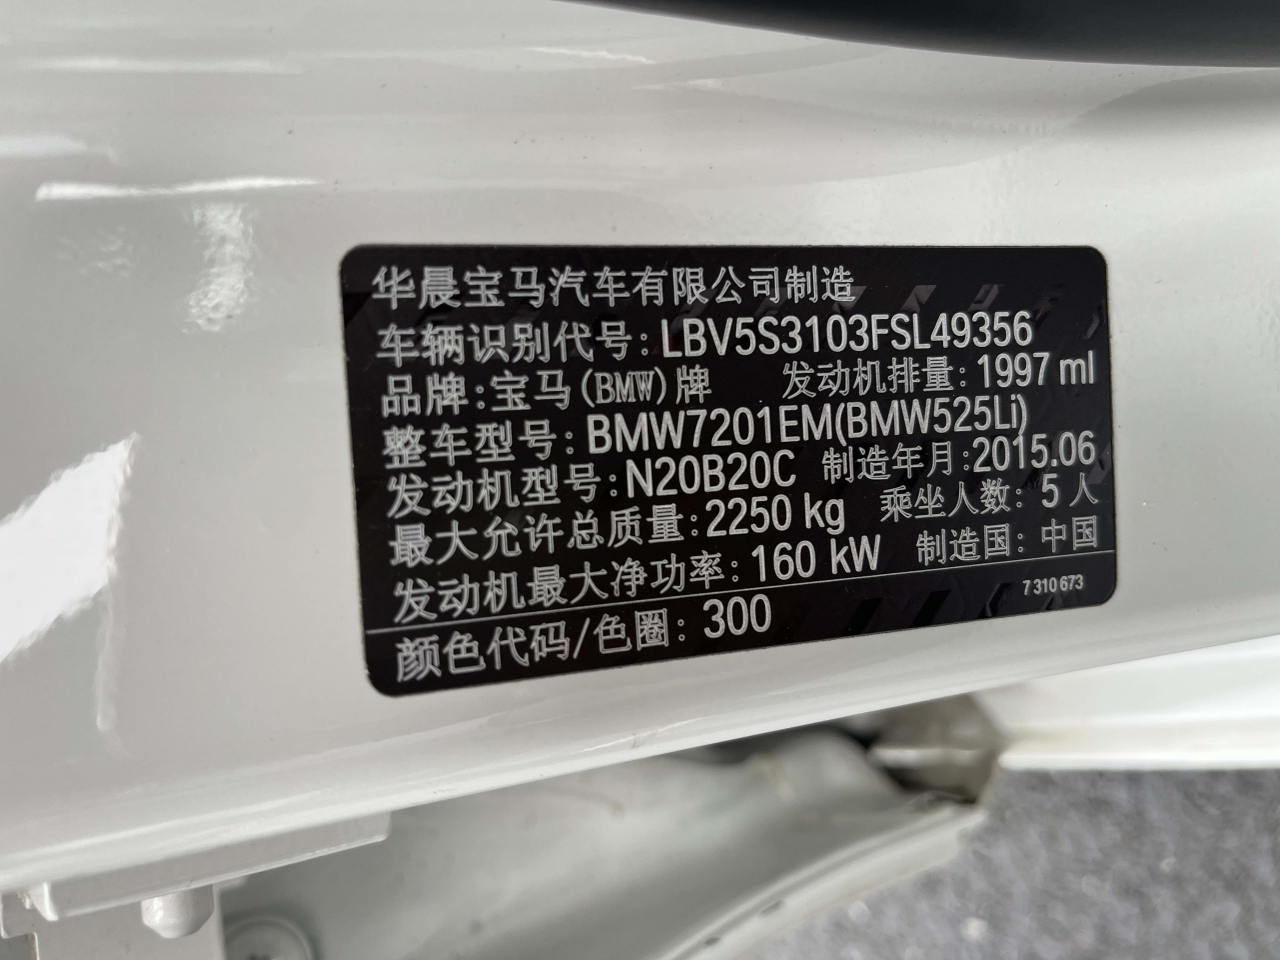 华晨宝马汽车有限公司制造
车辆识别代号: LBV5S3103FSL49356
品牌:宝马(BMW)牌 发动机排量: 1997 ml
整车型号: BMW7201EM(BMW525Li)
发动机型号: N20B20C 制造年月:2015.06
最大允许总质量: 2250 kg 乘坐人数: 5 人
发动机最大净功率: 160 kW 制造国: 中国
7 310 673
颜色代码/色圈: 300